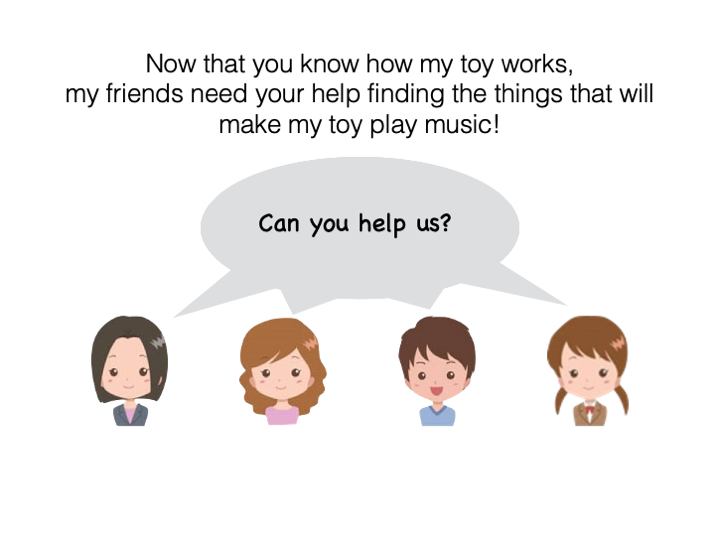 Now that you know how my toy works,
my friends need your help finding the things that will
make my toy play music!
Can you help us?